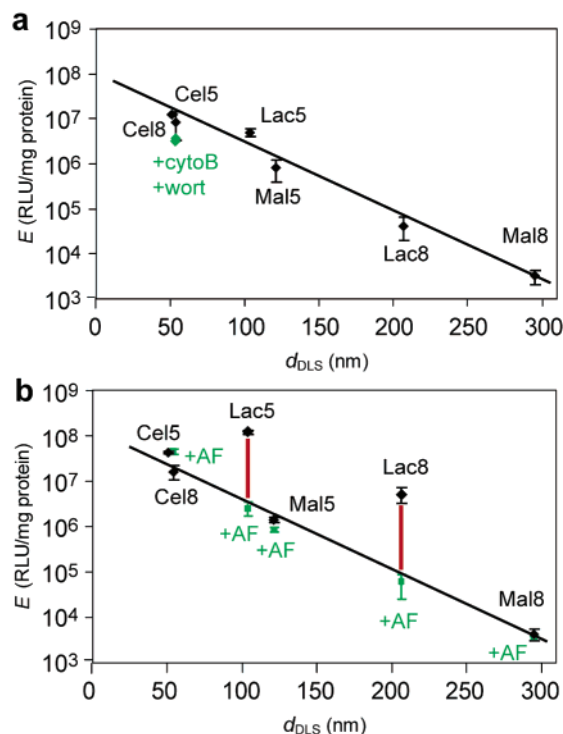 a
10⁹
10⁸
10⁷
10⁶
10⁵
10⁴
10³
E (RLU/mg protein)
Cel5
Cel8
+cytoB
+wort
Lac5
Mal5
Lac8
Mal8
0 50 100 150 200 250 300
d_DLS (nm)
b
10⁹
10⁸
10⁷
10⁶
10⁵
10⁴
10³
E (RLU/mg protein)
Lac5
Cel5
+AF
Cel8
Lac8
Mal5
+AF
+AF
Mal8
+AF
+AF
0 50 100 150 200 250 300
d_DLS (nm)